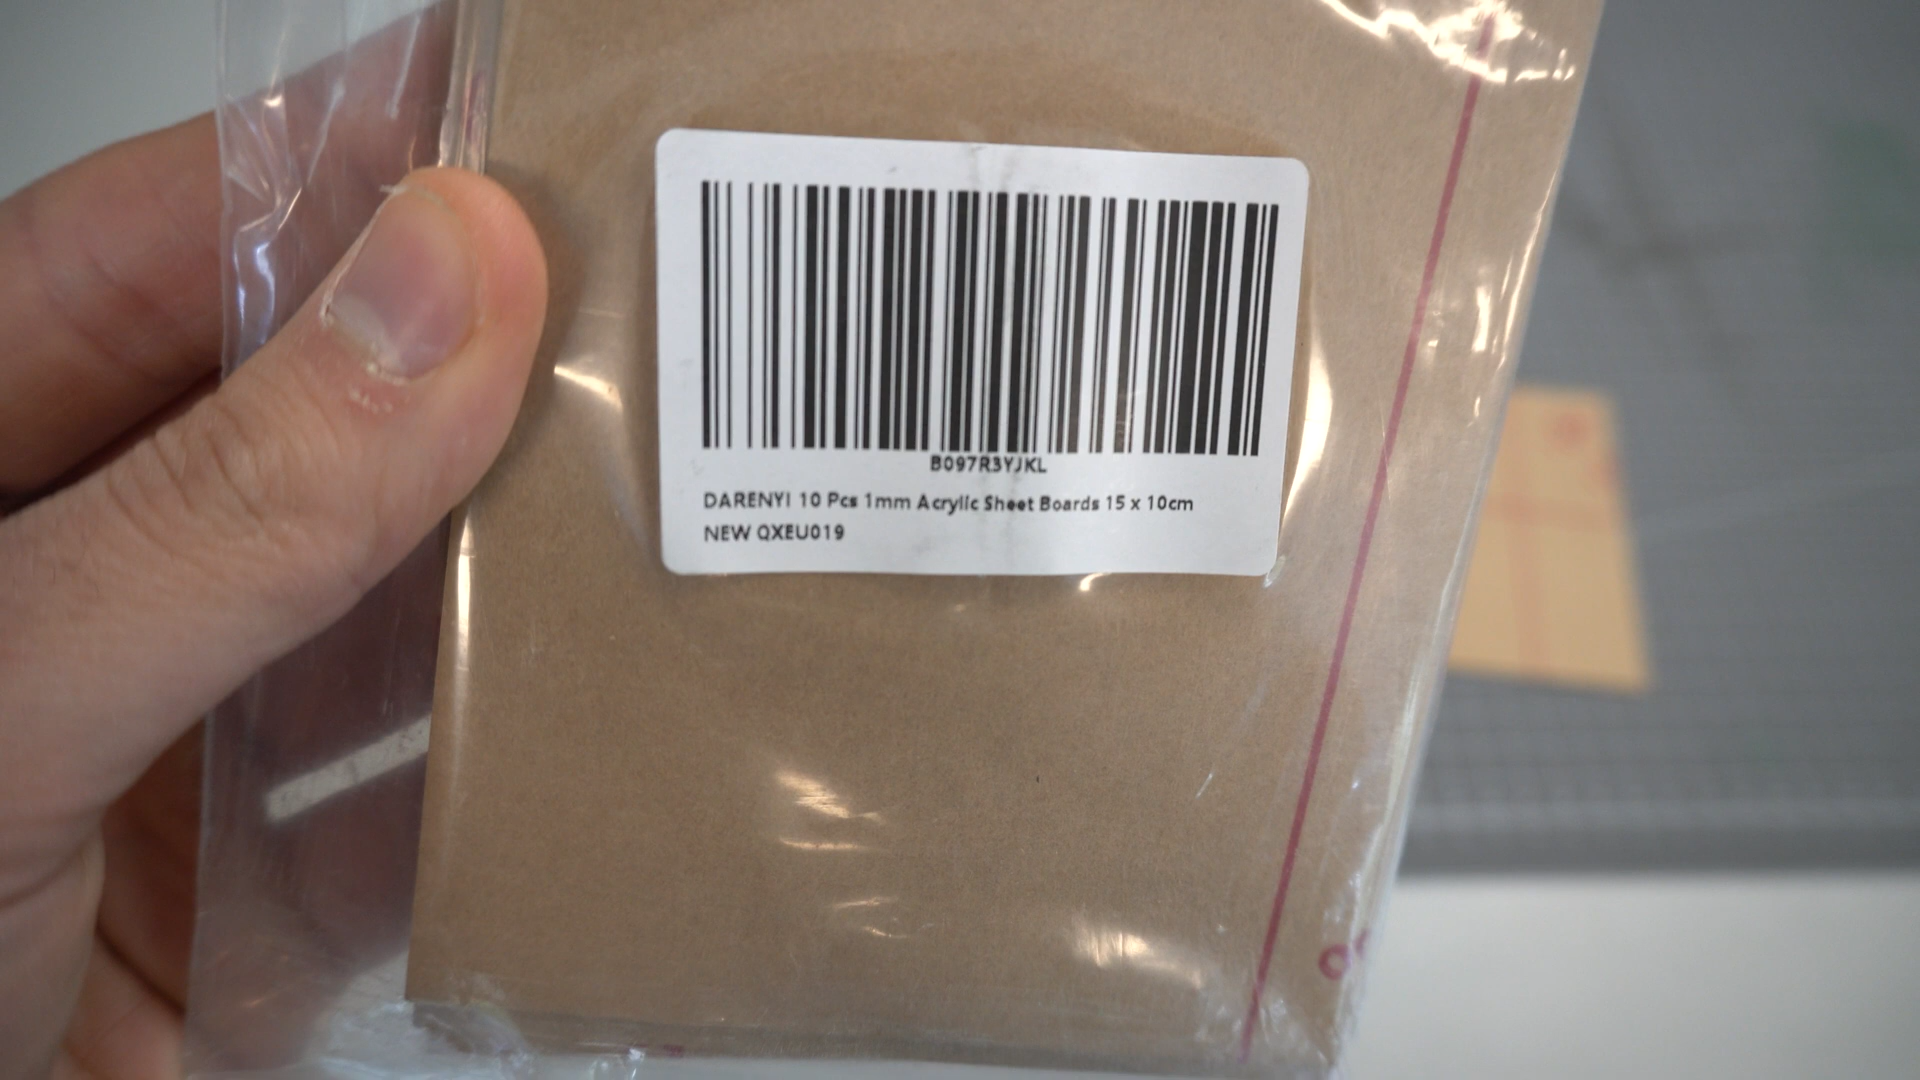 B097R3YJKL
DARENYI 10 Pcs 1mm Acrylic Sheet Boards 15 x 10cm
NEW QXEU019